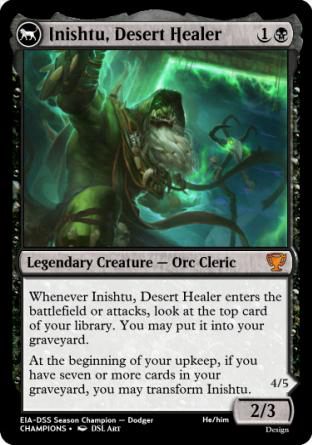 Inishtu, Desert Healer 1
Legendary Creature — Orc Cleric
Whenever Inishtu, Desert Healer enters the
battlefield or attacks, look at the top card
of your library. You may put it into your
graveyard.
At the beginning of your upkeep, if you
have seven or more cards in your
graveyard, you may transform Inishtu.
4/5
2/3
EIA-DSS Season Champion — Dodger He/him Design
CHAMPIONS DSL Art